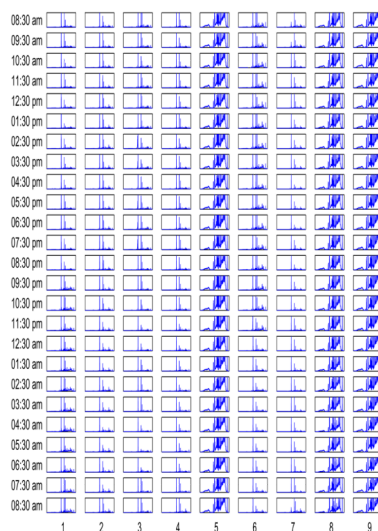 08:30 am
09:30 am
10:30 am
11:30 am
12:30 pm
01:30 pm
02:30 pm
03:30 pm
04:30 pm
05:30 pm
06:30 pm
07:30 pm
08:30 pm
09:30 pm
10:30 pm
11:30 pm
12:30 am
01:30 am
02:30 am
03:30 am
04:30 am
05:30 am
06:30 am
07:30 am
08:30 am
1 2 3 4 5 6 7 8 9